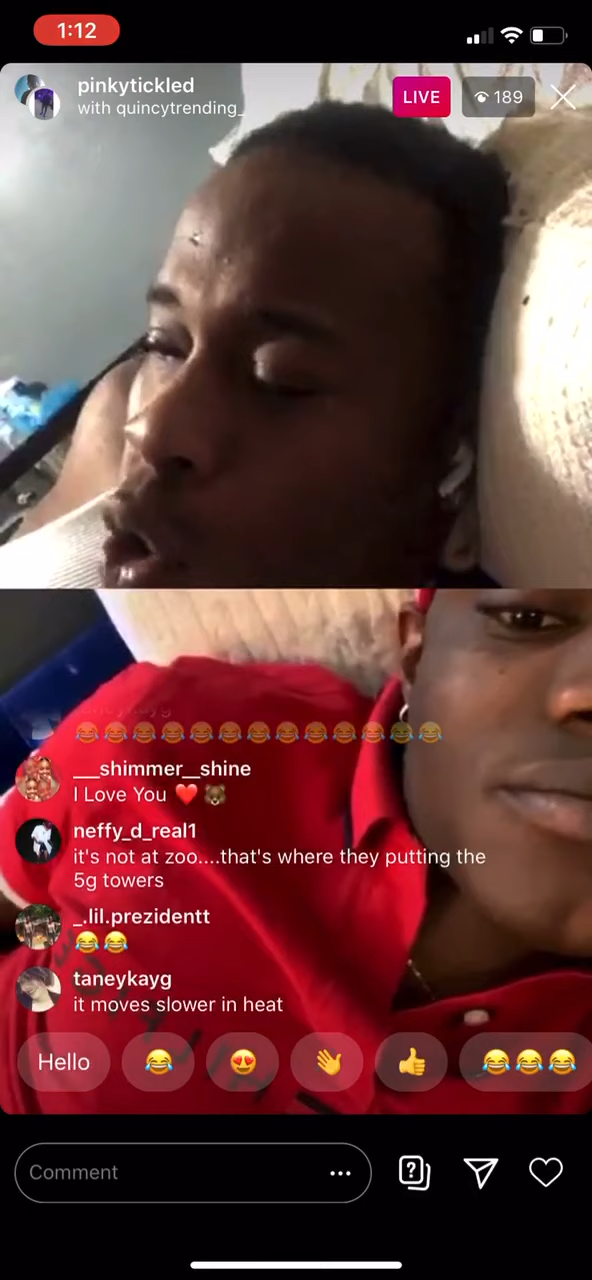 1:12
pinkytickled
with quincytrending_
LIVE
189
___shimmer__shine
I Love You ❤️ 🐻
neffy_d_real1
it's not at zoo....that's where they putting the
5g towers
_.lil.prezidentt
😂😂
taneykayg
it moves slower in heat
Hello
Comment